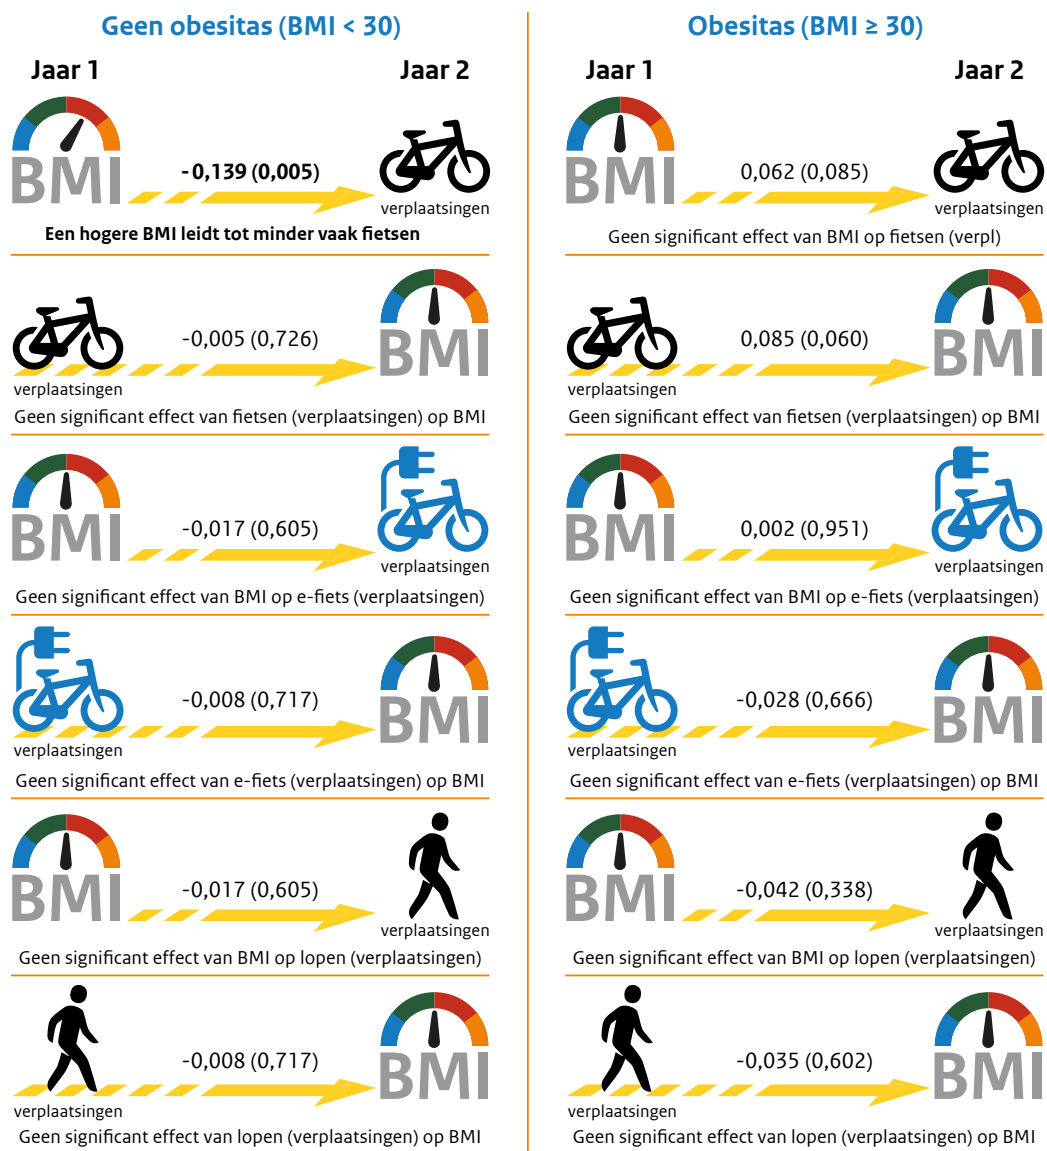 Geen obesitas (BMI < 30)
Jaar 1
Jaar 2
BMI
-0,139 (0,005)
verplaatsingen
Een hogere BMI leidt tot minder vaak fietsen
-0,005 (0,726)
BMI
verplaatsingen
Geen significant effect van fietsen (verplaatsingen) op BMI
BMI
-0,017 (0,605)
verplaatsingen
Geen significant effect van BMI op e-fiets (verplaatsingen)
-0,008 (0,717)
BMI
verplaatsingen
Geen significant effect van e-fiets (verplaatsingen) op BMI
BMI
-0,017 (0,605)
verplaatsingen
Geen significant effect van BMI op lopen (verplaatsingen)
-0,008 (0,717)
BMI
verplaatsingen
Geen significant effect van lopen (verplaatsingen) op BMI
Obesitas (BMI ≥ 30)
Jaar 1
Jaar 2
BMI
0,062 (0,085)
verplaatsingen
Geen significant effect van BMI op fietsen (verpl)
0,085 (0,060)
BMI
verplaatsingen
Geen significant effect van fietsen (verplaatsingen) op BMI
BMI
0,002 (0,951)
verplaatsingen
Geen significant effect van BMI op e-fiets (verplaatsingen)
-0,028 (0,666)
BMI
verplaatsingen
Geen significant effect van e-fiets (verplaatsingen) op BMI
BMI
-0,042 (0,338)
verplaatsingen
Geen significant effect van BMI op lopen (verplaatsingen)
-0,035 (0,602)
BMI
verplaatsingen
Geen significant effect van lopen (verplaatsingen) op BMI